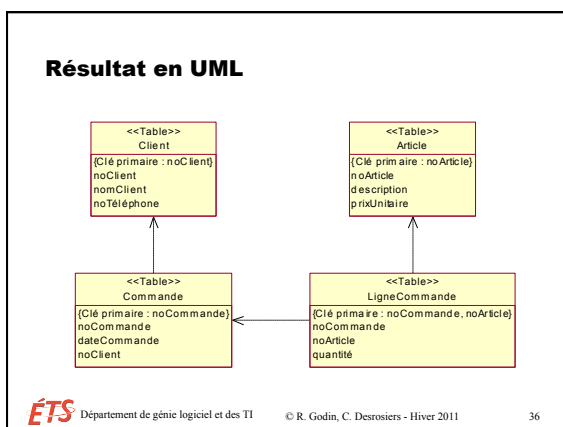 Résultat en UML
<<Table>>
Client
{Clé primaire : noClient}
noClient
nomClient
noTéléphone
<<Table>>
Article
{Clé primaire : noArticle}
noArticle
description
prixUnitaire
<<Table>>
Commande
{Clé primaire : noCommande}
noCommande
dateCommande
noClient
<<Table>>
LigneCommande
{Clé primaire : noCommande, noArticle}
noCommande
noArticle
quantité
ÉTS Département de génie logiciel et des TI © R. Godin, C. Desrosiers - Hiver 2011 36